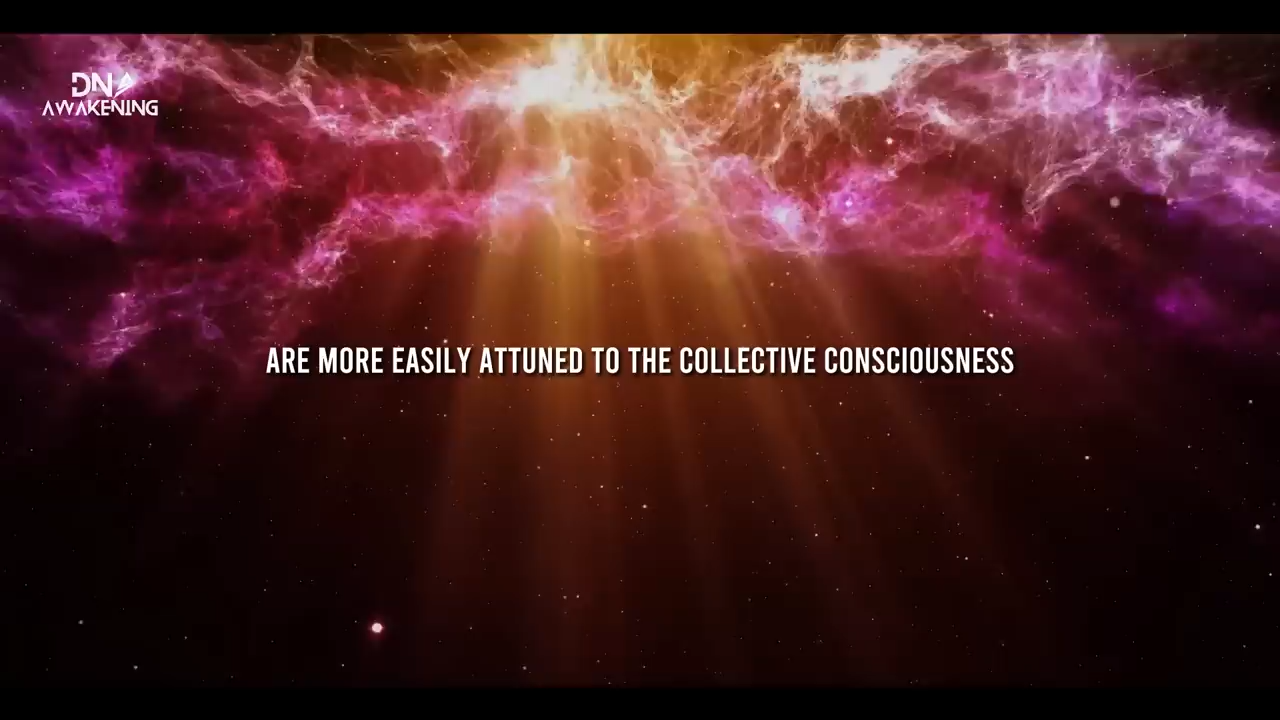 DNA
AWAKENING
ARE MORE EASILY ATTUNED TO THE COLLECTIVE CONSCIOUSNESS